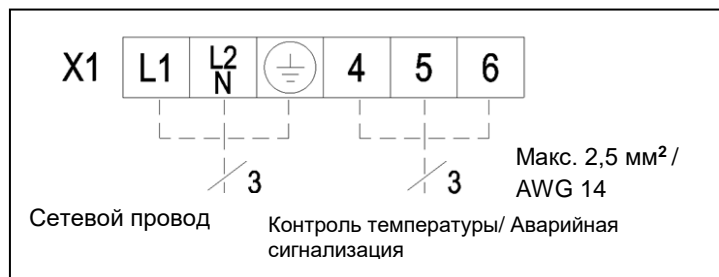 X1 L1 L2 N 4 5 6
3 3
Макс. 2,5 мм²/
AWG 14
Сетевой провод
Контроль температуры/ Аварийная
сигнализация